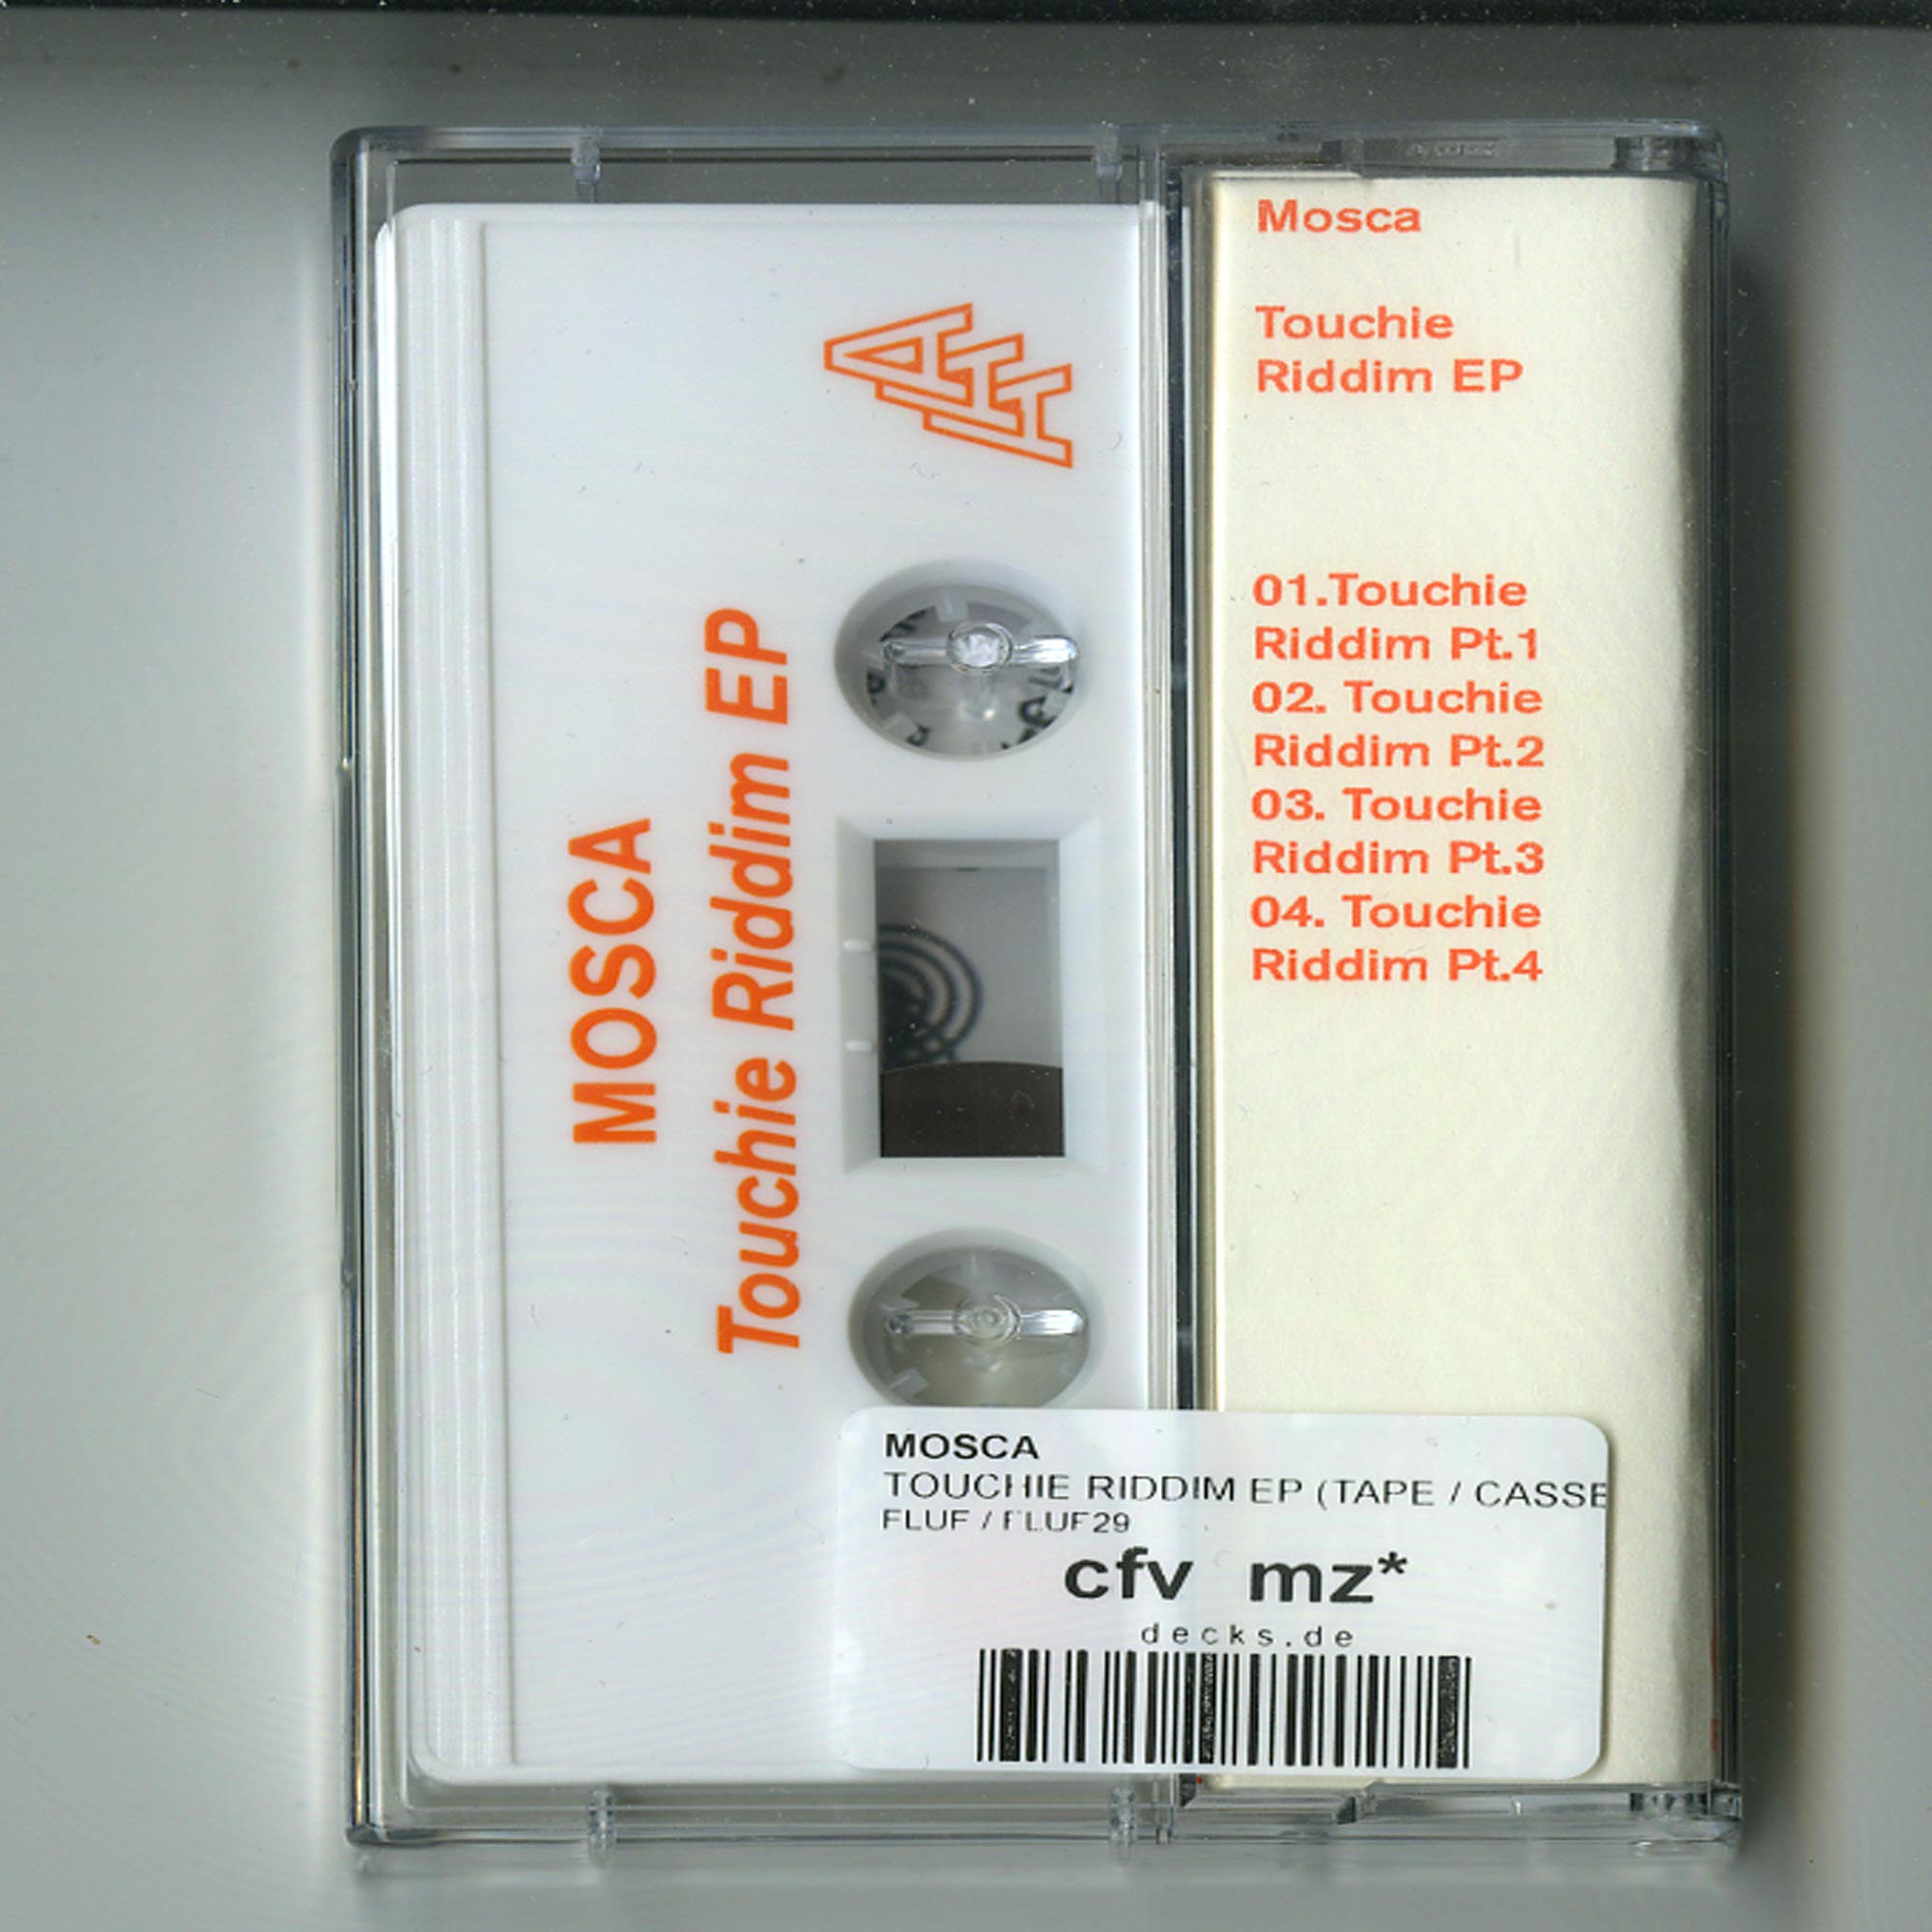 MOSCA
Touchie Riddim EP
AAA
Mosca
Touchie
Riddim EP
01.Touchie
Riddim Pt.1
02. Touchie
Riddim Pt.2
03. Touchie
Riddim Pt.3
04. Touchie
Riddim Pt.4
MOSCA
TOUCHIE RIDDIM EP (TAPE / CASSE
FLUF / FLUF29
cfv mz*
decks.de